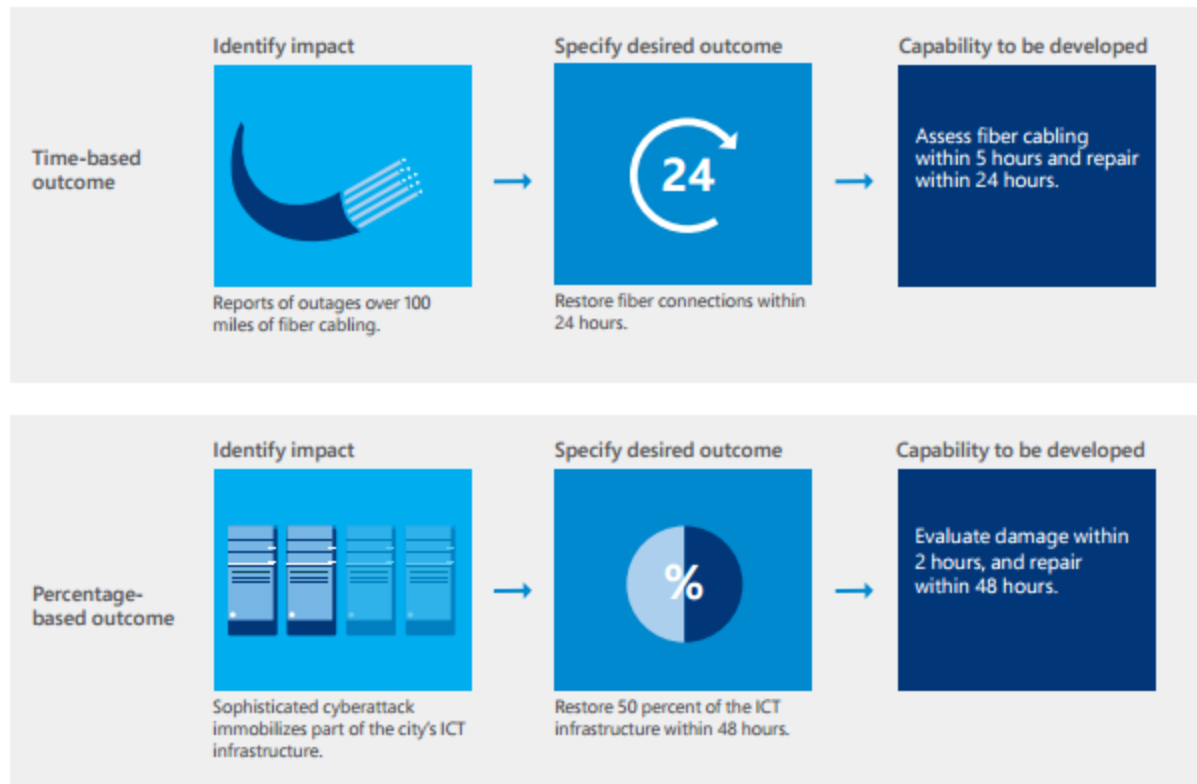 Identify impact
Specify desired outcome
Capability to be developed
Time-based
outcome
24
Assess fiber cabling
within 5 hours and repair
within 24 hours.
Reports of outages over 100
miles of fiber cabling.
Restore fiber connections within
24 hours.
Identify impact
Specify desired outcome
Capability to be developed
Percentage-
based outcome
%
Evaluate damage within
2 hours, and repair
within 48 hours.
Sophisticated cyberattack
immobilizes part of the city's ICT
infrastructure.
Restore 50 percent of the ICT
infrastructure within 48 hours.